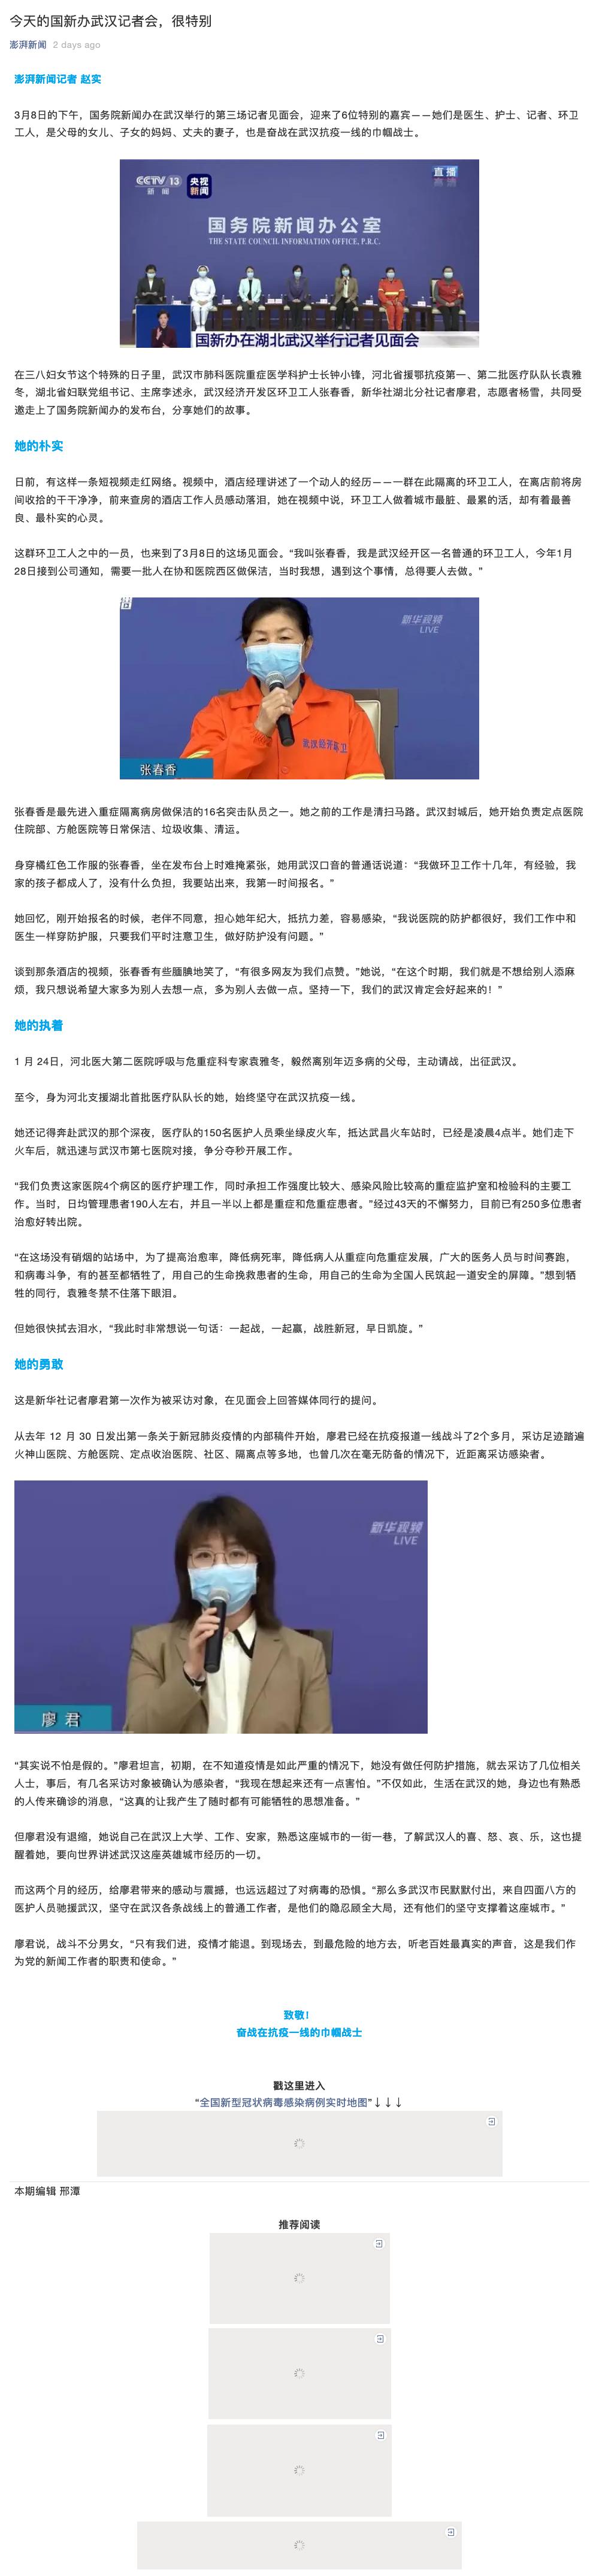 今天的国新办武汉记者会，很特别
澎湃新闻 2 days ago
澎湃新闻记者 赵实
3月8日的下午，国务院新闻办在武汉举行的第三场记者见面会，迎来了6位特别的嘉宾——她们是医生、护士、记者、环卫
工人，是父母的女儿、子女的妈妈、丈夫的妻子，也是奋战在武汉抗疫一线的巾帼战士。
CCTV 13 新闻 央视新闻
直播
高清
国务院新闻办公室
THE STATE COUNCIL INFORMATION OFFICE, P.R.C.
国新办在湖北武汉举行记者见面会
在三八妇女节这个特殊的日子里，武汉市肺科医院重症医学科护士长钟小锋，河北省援鄂抗疫第一、第二批医疗队队长袁雅
冬，湖北省妇联党组书记、主席李述永，武汉经济开发区环卫工人张春香，新华社湖北分社记者廖君，志愿者杨雪，共同受
邀走上了国务院新闻办的发布台，分享她们的故事。
她的朴实
日前，有这样一条短视频走红网络。视频中，酒店经理讲述了一个动人的经历——一群在此隔离的环卫工人，在离店前将房
间收拾的干干净净，前来查房的酒店工作人员感动落泪，她在视频中说，环卫工人做着城市最脏、最累的活，却有着最善
良、最朴实的心灵。
这群环卫工人之中的一员，也来到了3月8日的这场见面会。“我叫张春香，我是武汉经开区一名普通的环卫工人，今年1月
28日接到公司通知，需要一批人在协和医院西区做保洁，当时我想，遇到这个事情，总得要人去做。”
新华视频
LIVE
武汉经开环卫
张春香
张春香是最先进入重症隔离病房做保洁的16名突击队员之一。她之前的工作是清扫马路。武汉封城后，她开始负责定点医院
住院部、方舱医院等日常保洁、垃圾收集、清运。
身穿橘红色工作服的张春香，坐在发布台上时难掩紧张，她用武汉口音的普通话说道：“我做环卫工作十几年，有经验，我
家的孩子都成人了，没有什么负担，我要站出来，我第一时间报名。”
她回忆，刚开始报名的时候，老伴不同意，担心她年纪大，抵抗力差，容易感染，“我说医院的防护都很好，我们工作中和
医生一样穿防护服，只要我们平时注意卫生，做好防护没有问题。”
谈到那条酒店的视频，张春香有些腼腆地笑了，“有很多网友为我们点赞。”她说，“在这个时期，我们就是不想给别人添麻
烦，我只想说希望大家多为别人去想一点，多为别人去做一点。坚持一下，我们的武汉肯定会好起来的！”
她的执着
1 月 24日，河北医大第二医院呼吸与危重症科专家袁雅冬，毅然离别年迈多病的父母，主动请战，出征武汉。
至今，身为河北支援湖北首批医疗队队长的她，始终坚守在武汉抗疫一线。
她还记得奔赴武汉的那个深夜，医疗队的150名医护人员乘坐绿皮火车，抵达武昌火车站时，已经是凌晨4点半。她们走下
火车后，就迅速与武汉市第七医院对接，争分夺秒开展工作。
“我们负责这家医院4个病区的医疗护理工作，同时承担工作强度比较大、感染风险比较高的重症监护室和检验科的主要工
作。当时，日均管理患者190人左右，并且一半以上都是重症和危重症患者。”经过43天的不懈努力，目前已有250多位患者
治愈好转出院。
“在这场没有硝烟的站场中，为了提高治愈率，降低病死率，降低病人从重症向危重症发展，广大的医务人员与时间赛跑，
和病毒斗争，有的甚至都牺牲了，用自己的生命挽救患者的生命，用自己的生命为全国人民筑起一道安全的屏障。”想到牺
牲的同行，袁雅冬禁不住落下眼泪。
但她很快拭去泪水，“我此时非常想说一句话：一起战，一起赢，战胜新冠，早日凯旋。”
她的勇敢
这是新华社记者廖君第一次作为被采访对象，在见面会上回答媒体同行的提问。
从去年 12 月 30 日发出第一条关于新冠肺炎疫情的内部稿件开始，廖君已经在抗疫报道一线战斗了2个多月，采访足迹踏遍
火神山医院、方舱医院、定点收治医院、社区、隔离点等多地，也曾几次在毫无防备的情况下，近距离采访感染者。
新华视频
LIVE
廖 君
“其实说不怕是假的。”廖君坦言，初期，在不知道疫情是如此严重的情况下，她没有做任何防护措施，就去采访了几位相关
人士，事后，有几名采访对象被确认为感染者，“我现在想起来还有一点害怕。”不仅如此，生活在武汉的她，身边也有熟悉
的人传来确诊的消息，“这真的让我产生了随时都有可能牺牲的思想准备。”
但廖君没有退缩，她说自己在武汉上大学、工作、安家，熟悉这座城市的一街一巷，了解武汉人的喜、怒、哀、乐，这也提
醒着她，要向世界讲述武汉这座英雄城市经历的一切。
而这两个月的经历，给廖君带来的感动与震撼，也远远超过了对病毒的恐惧。“那么多武汉市民默默付出，来自四面八方的
医护人员驰援武汉，坚守在武汉各条战线上的普通工作者，是他们的隐忍顾全大局，还有他们的坚守支撑着这座城市。”
廖君说，战斗不分男女，“只有我们进，疫情才能退。到现场去，到最危险的地方去，听老百姓最真实的声音，这是我们作
为党的新闻工作者的职责和使命。”
致敬！
奋战在抗疫一线的巾帼战士
戳这里进入
“全国新型冠状病毒感染病例实时地图”↓↓↓
本期编辑 邢潭
推荐阅读